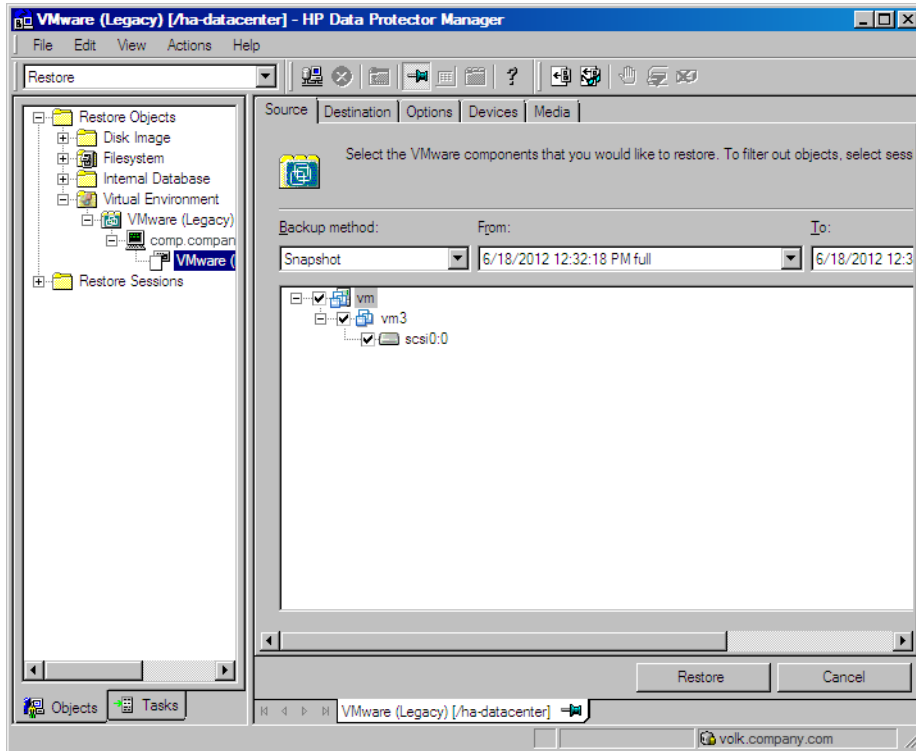 VMware (Legacy) [/ha-datacenter] - HP Data Protector Manager
File Edit View Actions Help
Restore
Restore Objects
Disk Image
Filesystem
Internal Database
Virtual Environment
VMware (Legacy)
comp.compan
VMware (
Restore Sessions
Objects Tasks
Source Destination Options Devices Media
Select the VMware components that you would like to restore. To filter out objects, select sess
Backup method: From: To:
Snapshot 6/18/2012 12:32:18 PM full 6/18/2012 12:3
vm
vm3
scsi0:0
Restore Cancel
VMware (Legacy) [/ha-datacenter]
volk.company.com